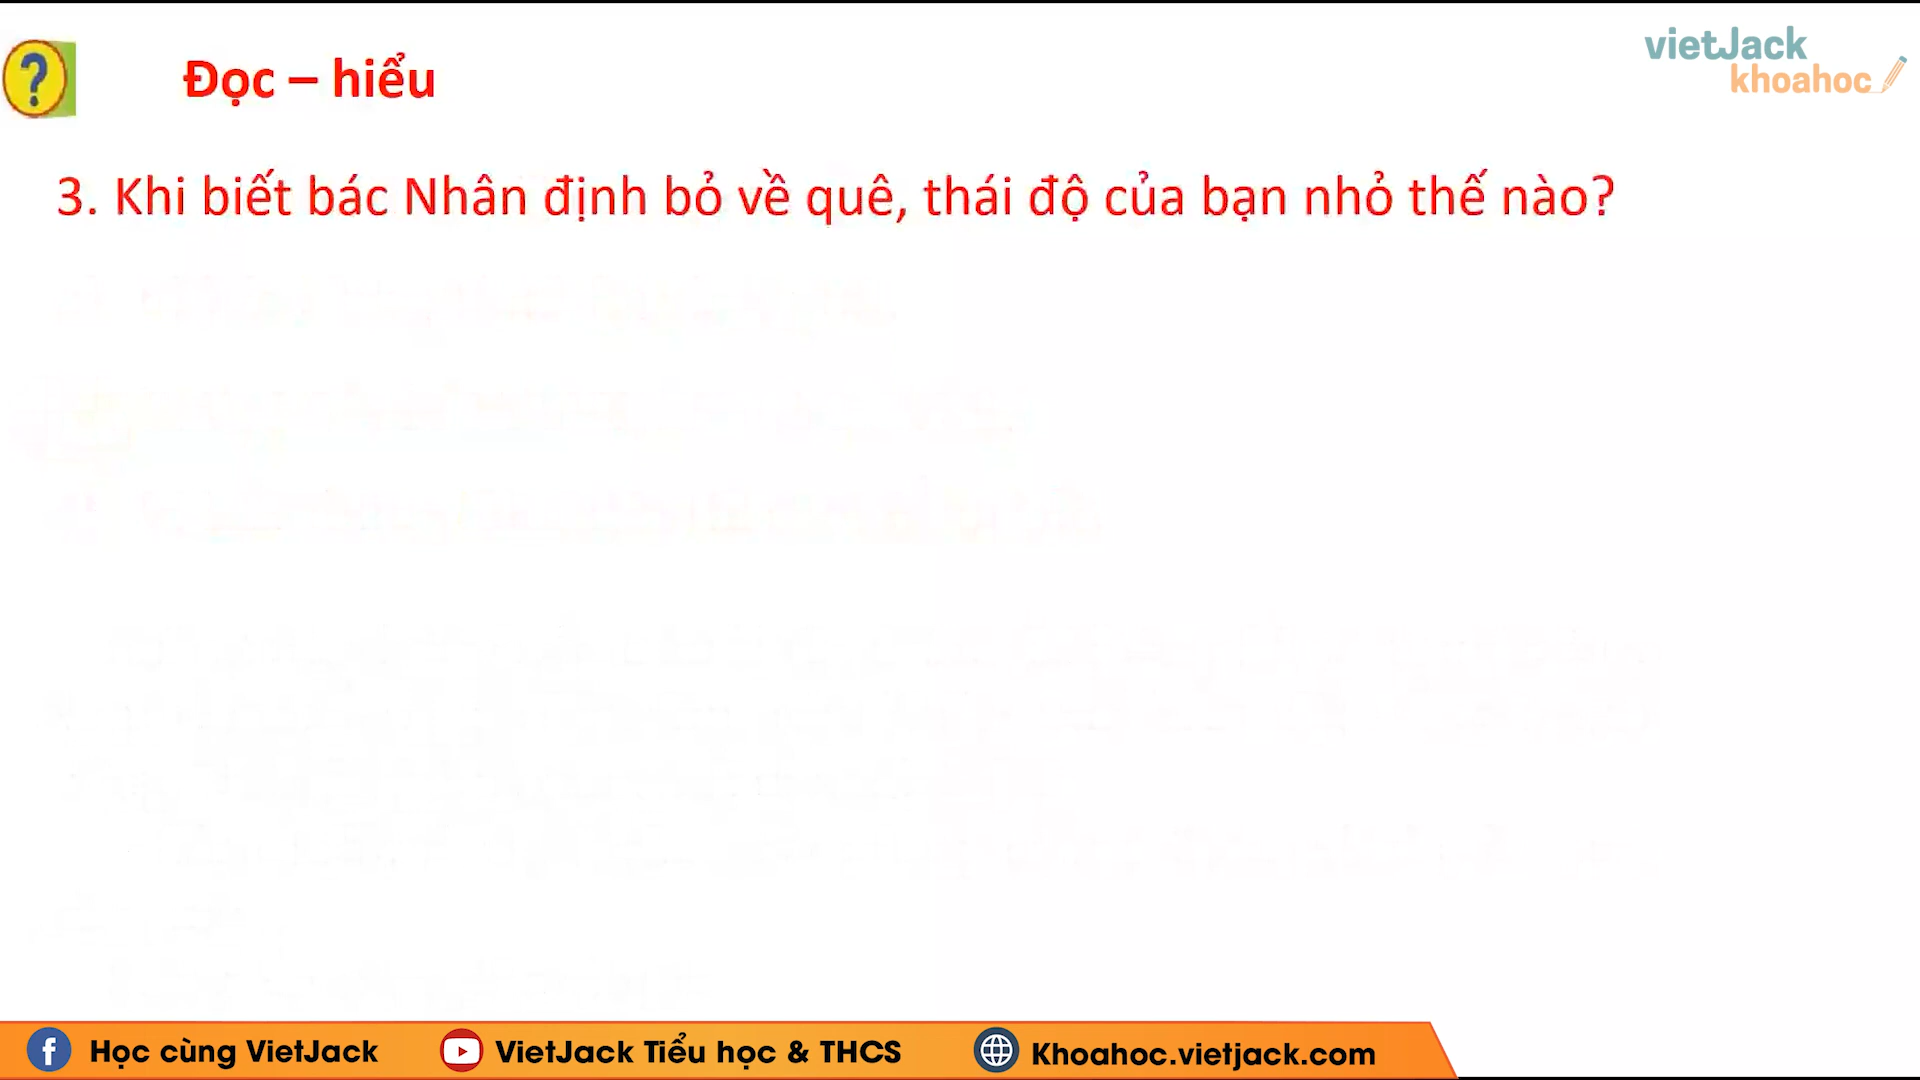 vietJack
khoahoc
Đọc – hiểu
3. Khi biết bác Nhân định bỏ về quê, thái độ của bạn nhỏ thế nào?
Học cùng VietJack
VietJack Tiểu học & THCS
Khoahoc.vietjack.com